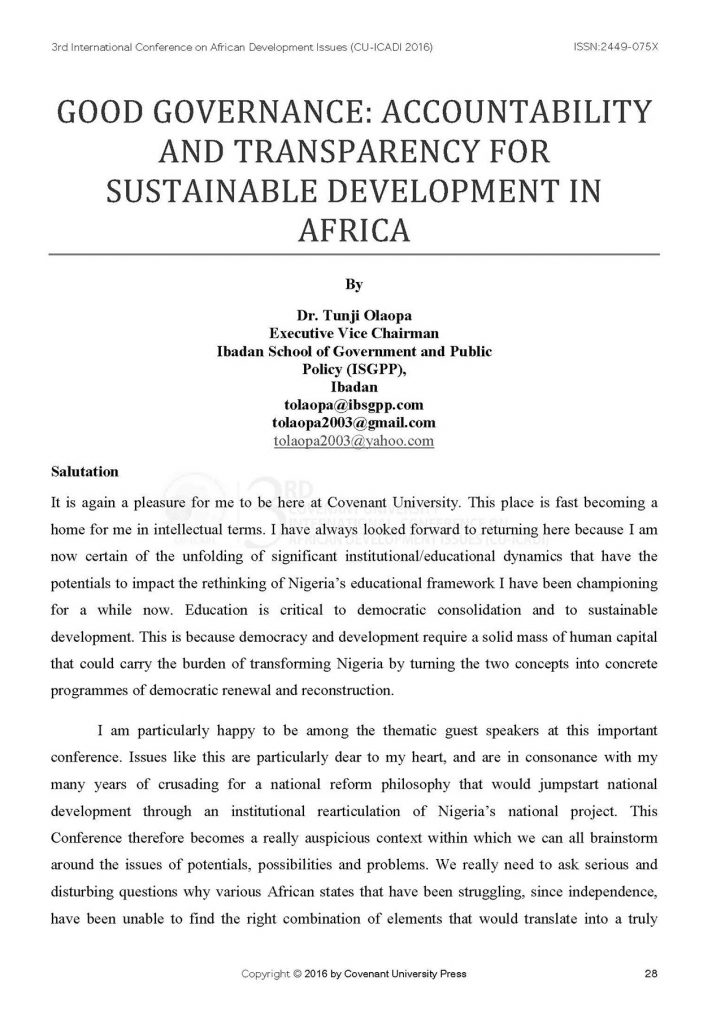 3rd International Conference on African Development Issues (CU-ICADI 2016) ISSN:2449-075X
GOOD GOVERNANCE: ACCOUNTABILITY
AND TRANSPARENCY FOR
SUSTAINABLE DEVELOPMENT IN
AFRICA
By
Dr. Tunji Olaopa
Executive Vice Chairman
Ibadan School of Government and Public
Policy (ISGPP),
Ibadan
tolaopa@ibsgpp.com
tolaopa2003@gmail.com
tolaopa2003@yahoo.com
Salutation
It is again a pleasure for me to be here at Covenant University. This place is fast becoming a
home for me in intellectual terms. I have always looked forward to returning here because I am
now certain of the unfolding of significant institutional/educational dynamics that have the
potentials to impact the rethinking of Nigeria's educational framework I have been championing
for a while now. Education is critical to democratic consolidation and to sustainable
development. This is because democracy and development require a solid mass of human capital
that could carry the burden of transforming Nigeria by turning the two concepts into concrete
programmes of democratic renewal and reconstruction.
I am particularly happy to be among the thematic guest speakers at this important
conference. Issues like this are particularly dear to my heart, and are in consonance with my
many years of crusading for a national reform philosophy that would jumpstart national
development through an institutional rearticulation of Nigeria's national project. This
Conference therefore becomes a really auspicious context within which we can all brainstorm
around the issues of potentials, possibilities and problems. We really need to ask serious and
disturbing questions why various African states that have been struggling, since independence,
have been unable to find the right combination of elements that would translate into a truly
Copyright © 2016 by Covenant University Press 28